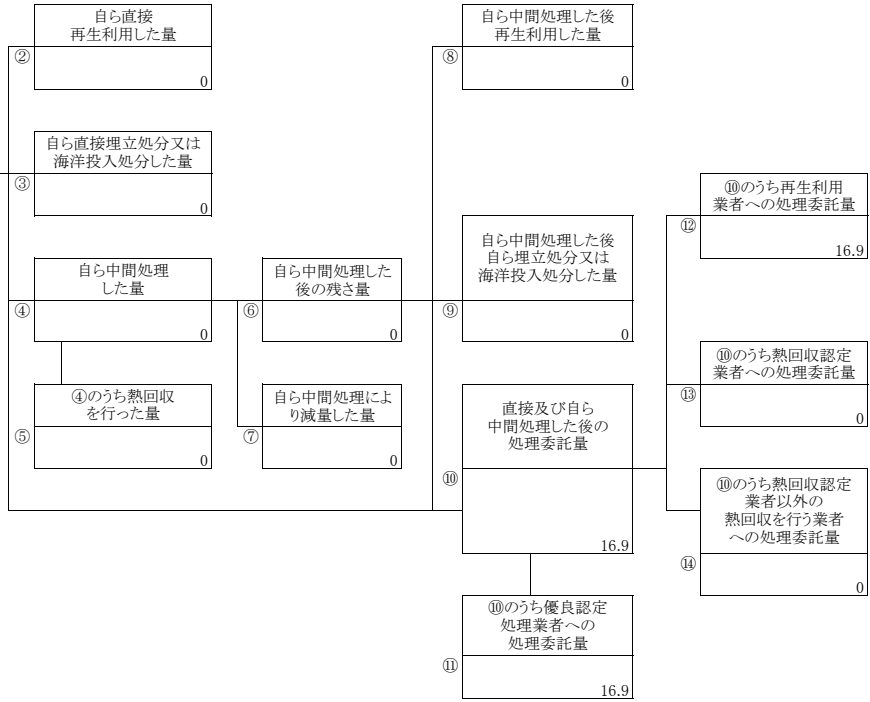 自ら直接
再生利用した量
②
0
自ら直接埋立処分又は
海洋投入処分した量
③
0
自ら中間処理
した量
④
0
④のうち熱回収
を行った量
⑤
0
自ら中間処理した
後の残さ量
⑥
0
自ら中間処理によ
り減量した量
⑦
0
自ら中間処理した後
再生利用した量
⑧
0
自ら中間処理した後
自ら埋立処分又は
海洋投入処分した量
⑨
0
直接及び自ら
中間処理した後の
処理委託量
⑩
16.9
⑩のうち優良認定
処理業者への
処理委託量
⑪
16.9
⑩のうち再生利用
業者への処理委託量
⑫
16.9
⑩のうち熱回収認定
業者への処理委託量
⑬
0
⑩のうち熱回収認定
業者以外の
熱回収を行う業者
への処理委託量
⑭
0